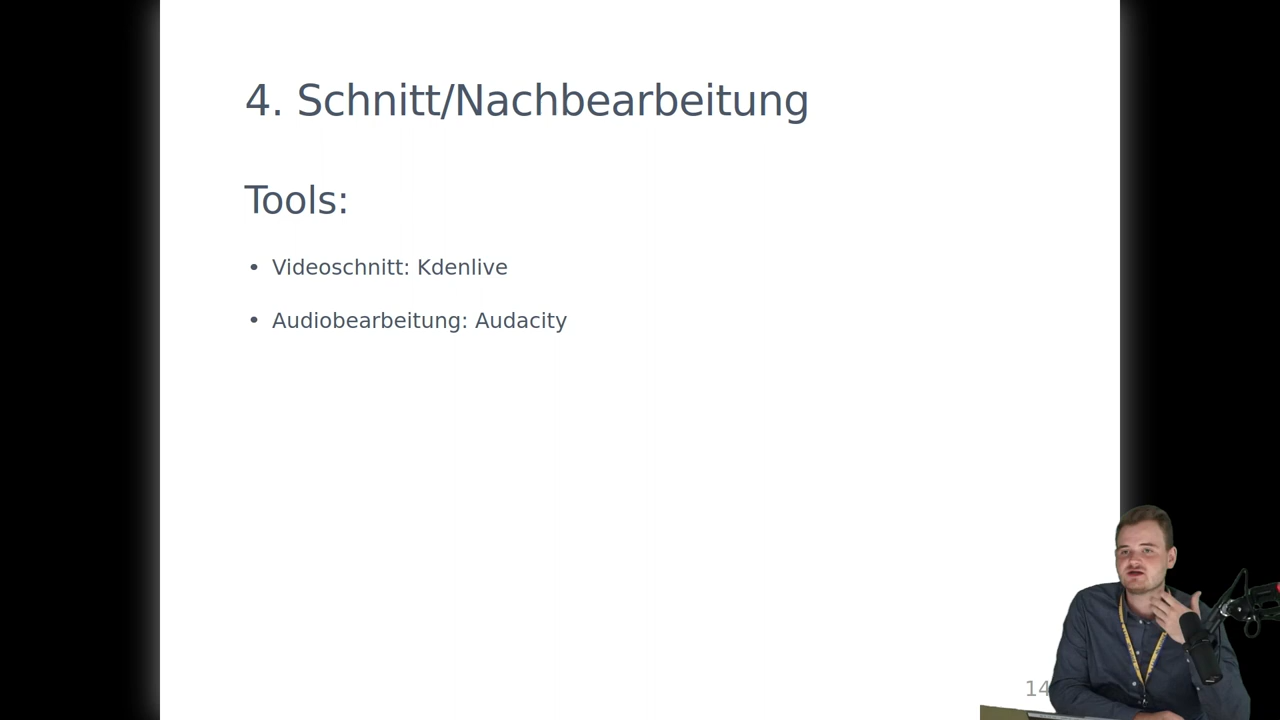 4. Schnitt/Nachbearbeitung
Tools:
• Videoschnitt: Kdenlive
• Audiobearbeitung: Audacity
14